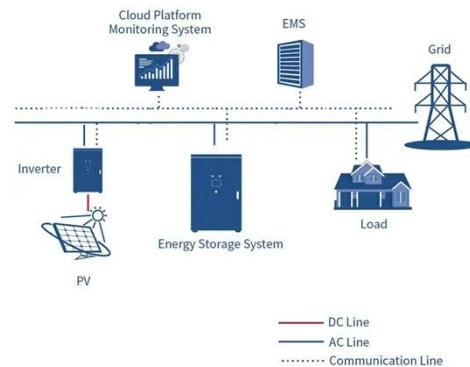 Cloud Platform
Monitoring System
EMS
Grid
Inverter
Energy Storage System
Load
PV
DC Line
AC Line
Communication Line